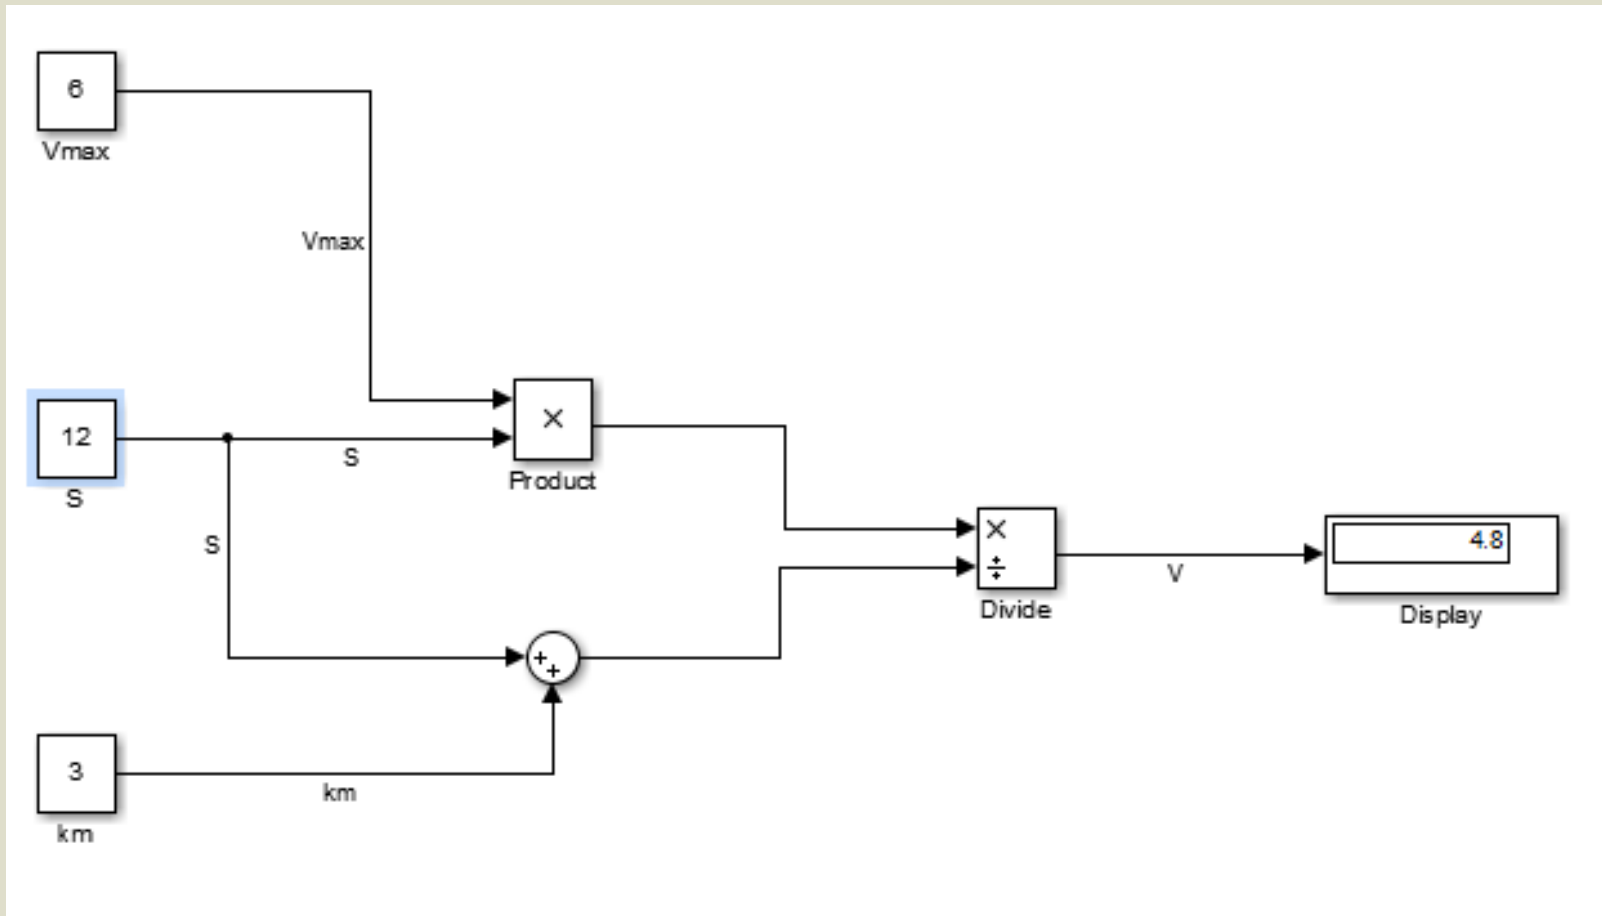 6
Vmax
Vmax
12
S
S
S
×
Product
×
÷
Divide
V
4.8
Display
+
+
3
km
km